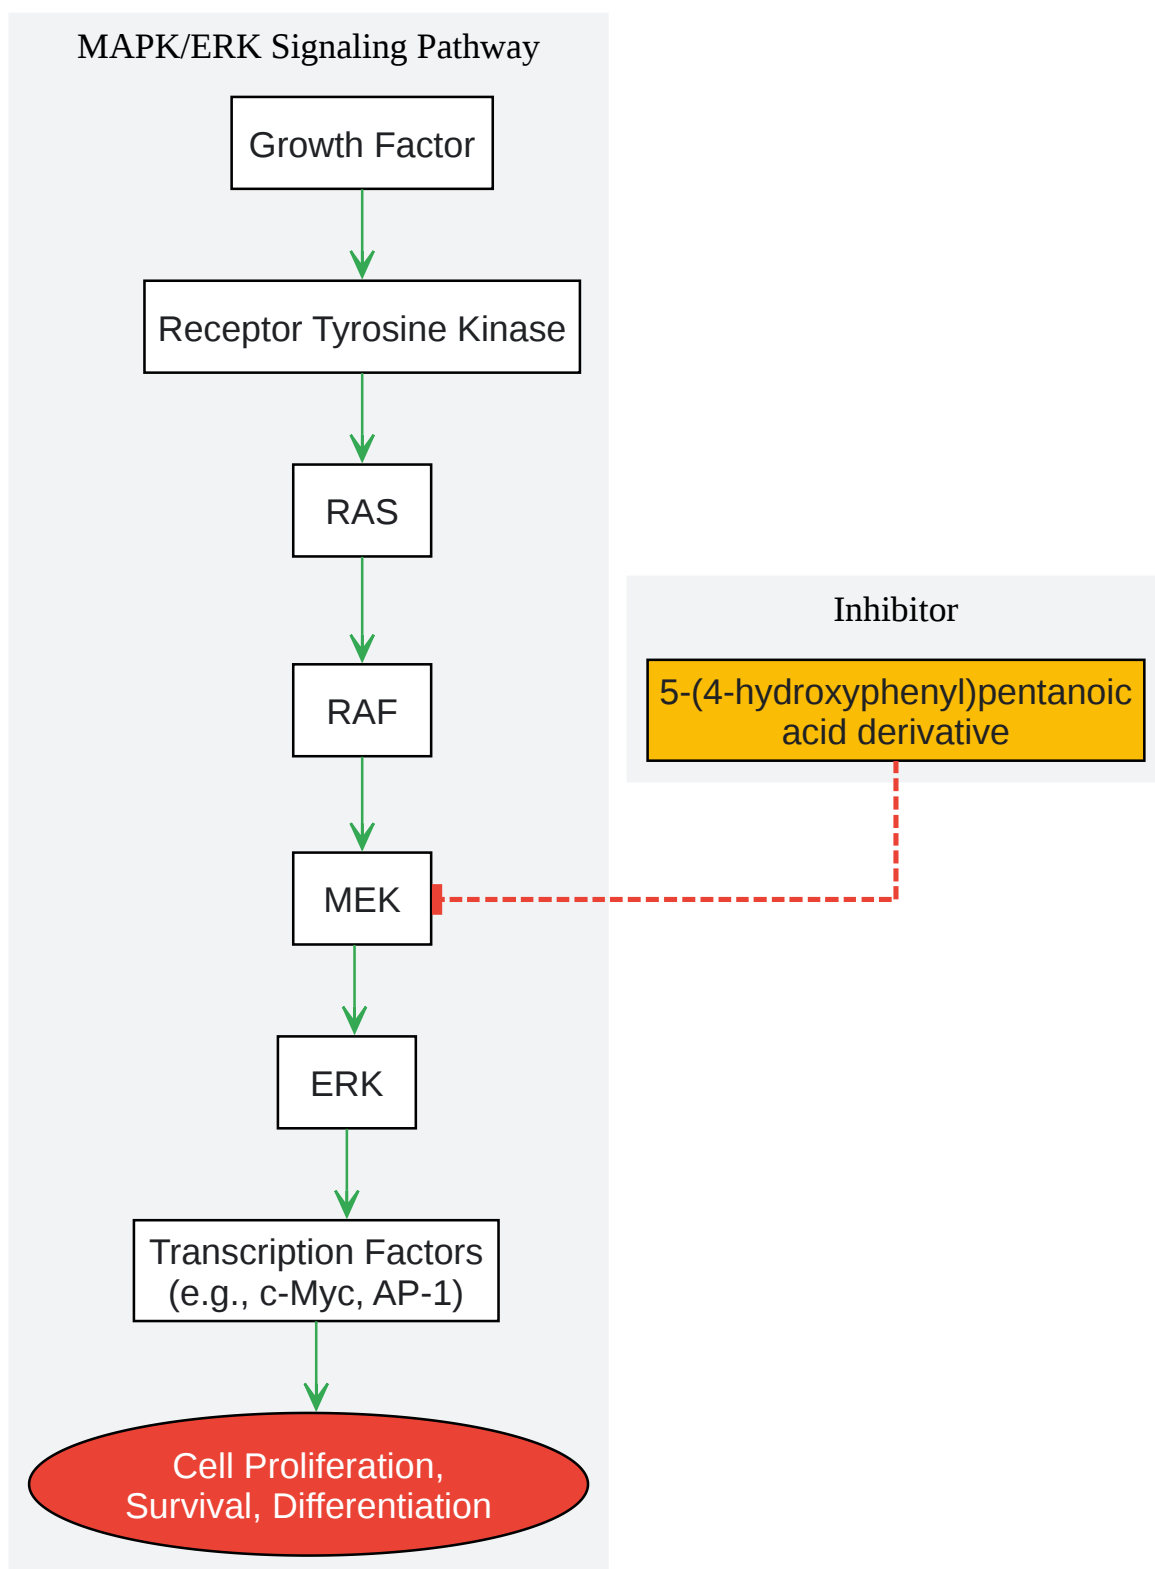 MAPK/ERK Signaling Pathway
Growth Factor
Receptor Tyrosine Kinase
RAS
RAF
MEK
ERK
Transcription Factors
(e.g., c-Myc, AP-1)
Cell Proliferation,
Survival, Differentiation
Inhibitor
5-(4-hydroxyphenyl)pentanoic
acid derivative